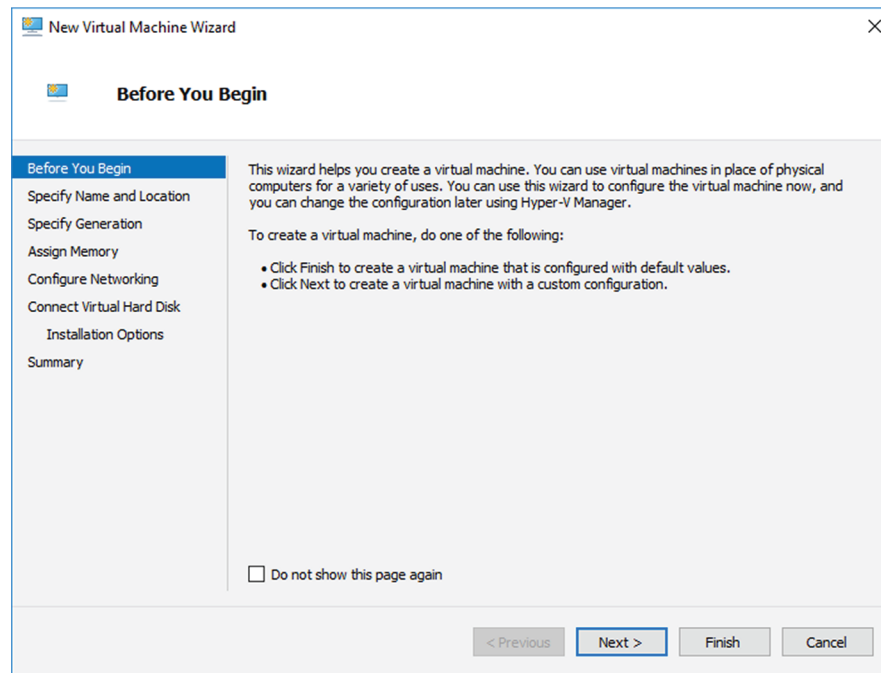 New Virtual Machine Wizard
Before You Begin
Before You Begin
Specify Name and Location
Specify Generation
Assign Memory
Configure Networking
Connect Virtual Hard Disk
Installation Options
Summary
This wizard helps you create a virtual machine. You can use virtual machines in place of physical
computers for a variety of uses. You can use this wizard to configure the virtual machine now, and
you can change the configuration later using Hyper-V Manager.
To create a virtual machine, do one of the following:
• Click Finish to create a virtual machine that is configured with default values.
• Click Next to create a virtual machine with a custom configuration.
Do not show this page again
< Previous Next > Finish Cancel